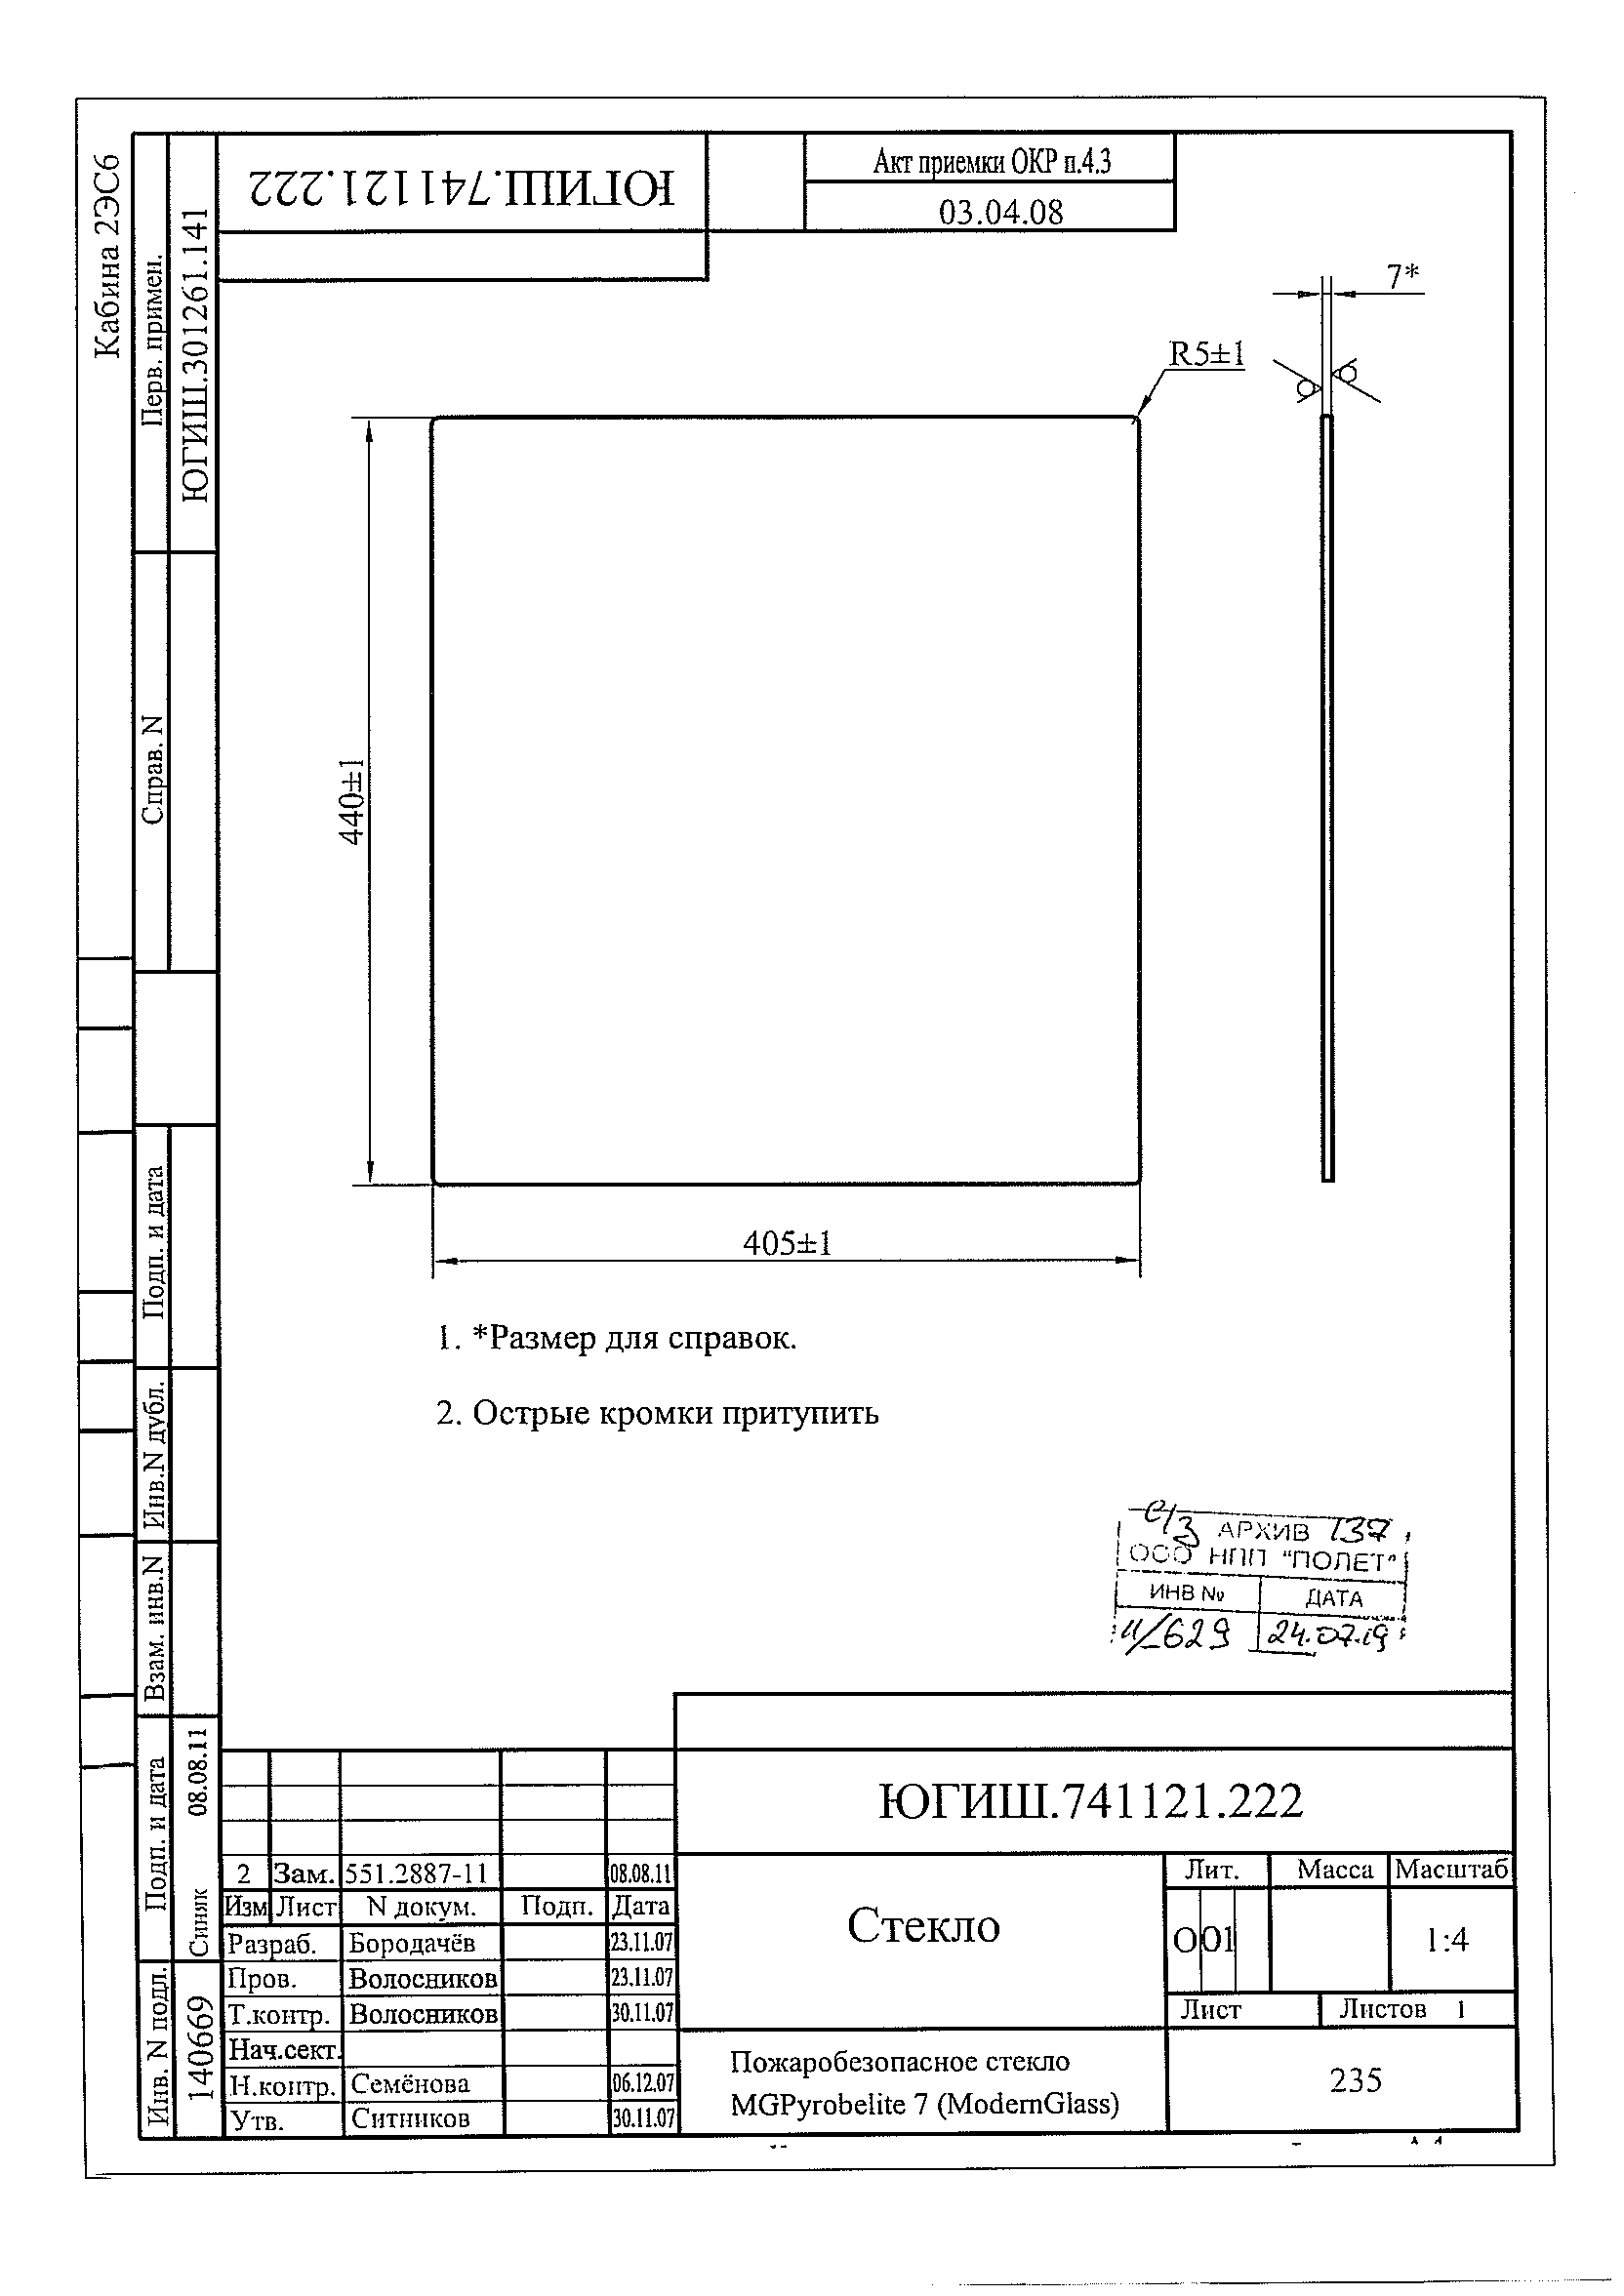 Кабина 2ЭС6
Перв. примен.
ЮГИШ.301261.141
Справ. N
Подп. и дата
Инв.N дубл.
Взам. инв.N
Подп. и дата
Синяк 08.08.11
Инв. N подл.
140669
ЮГИШ.741121.222
Акт приемки ОКР п.4.3
03.04.08
7*
R5±1
440±1
405±1
1. *Размер для справок.
2. Острые кромки притупить
АРХИВ 137
ООО НПП "ПОЛЕТ"
ИНВ № ДАТА
и/629 24.07.19
ЮГИШ.741121.222
2 Зам. 551.2887-11 08.08.11
Изм Лист N докум. Подп. Дата
Разраб. Бородачёв 23.11.07
Пров. Волосников 23.11.07
Т.контр. Волосников 30.11.07
Нач.сект.
Н.контр. Семёнова 06.12.07
Утв. Ситников 30.11.07
Стекло
Лит. Масса Масштаб
О О1 1:4
Лист Листов 1
Пожаробезопасное стекло
MGPyrobelite 7 (ModernGlass)
235